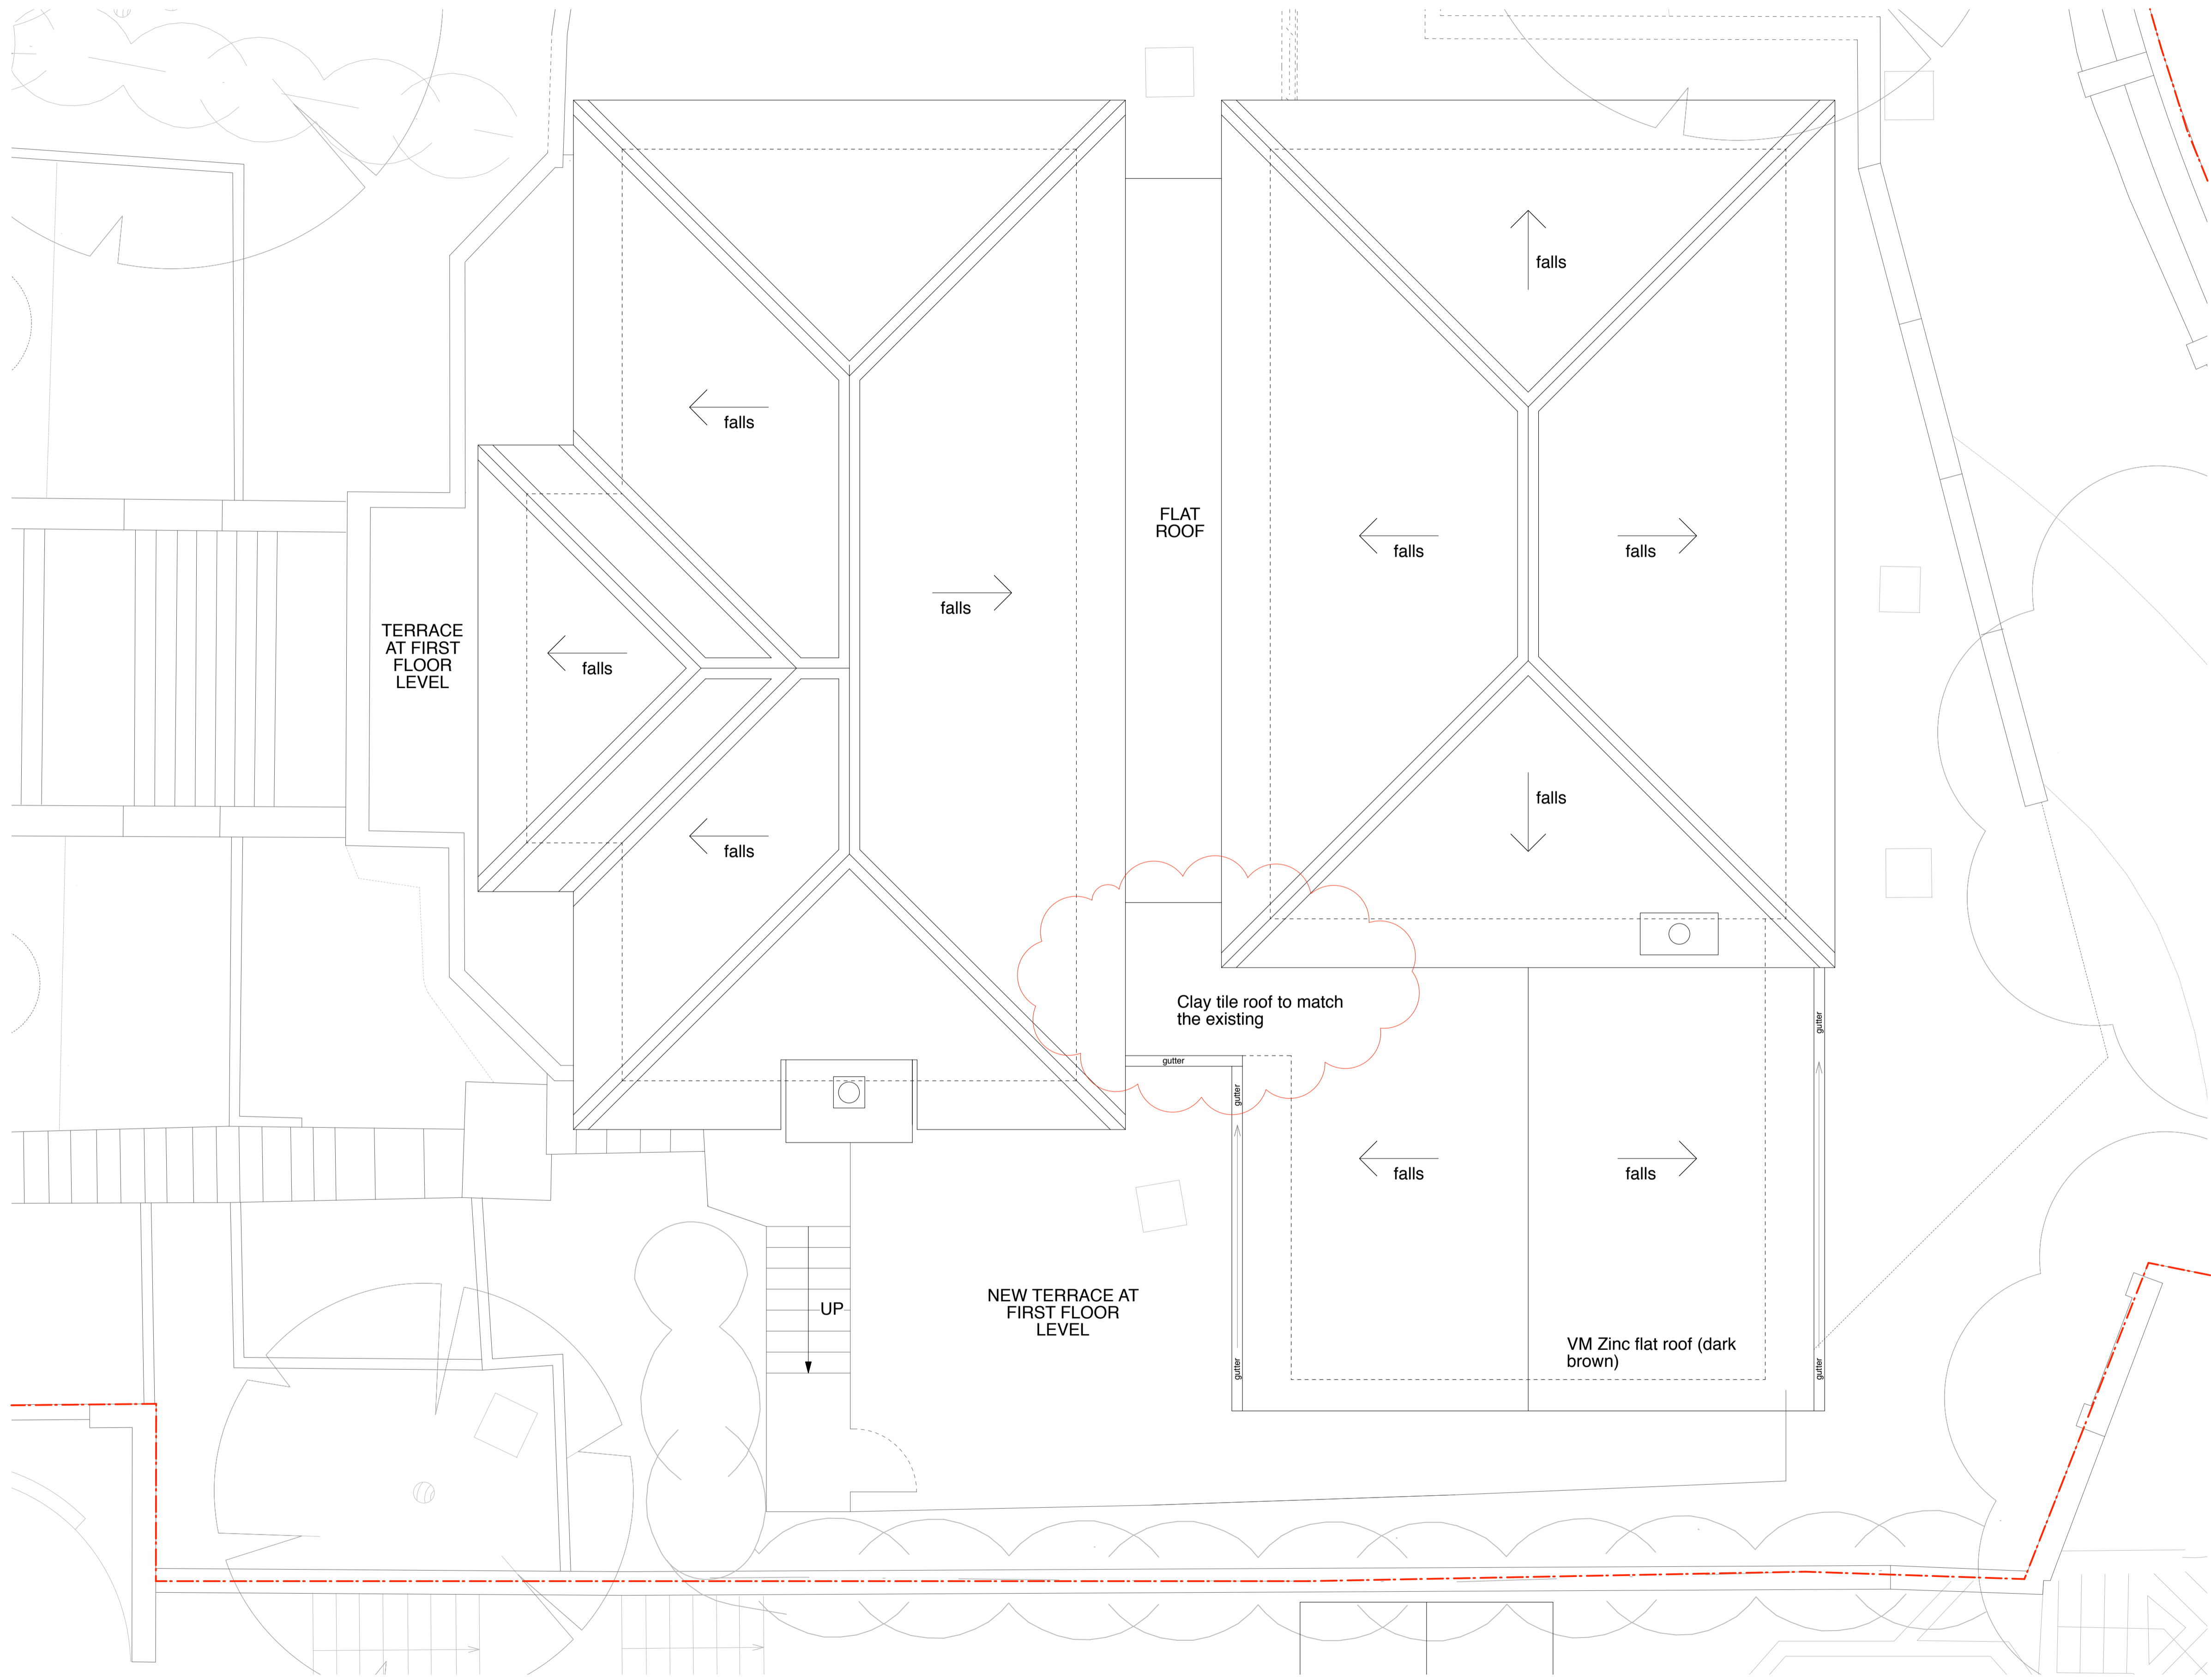 falls
falls
FLAT
ROOF
falls
falls
falls
TERRACE
AT FIRST
FLOOR
LEVEL
falls
falls
falls
falls
Clay tile roof to match
the existing
gutter
gutter
gutter
falls
falls
NEW TERRACE AT
FIRST FLOOR
LEVEL
UP
VM Zinc flat roof (dark
brown)
gutter
gutter